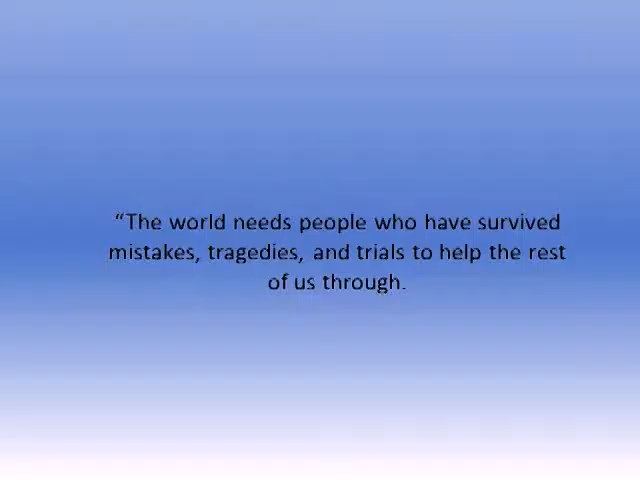 “The world needs people who have survived
mistakes, tragedies, and trials to help the rest
of us through.